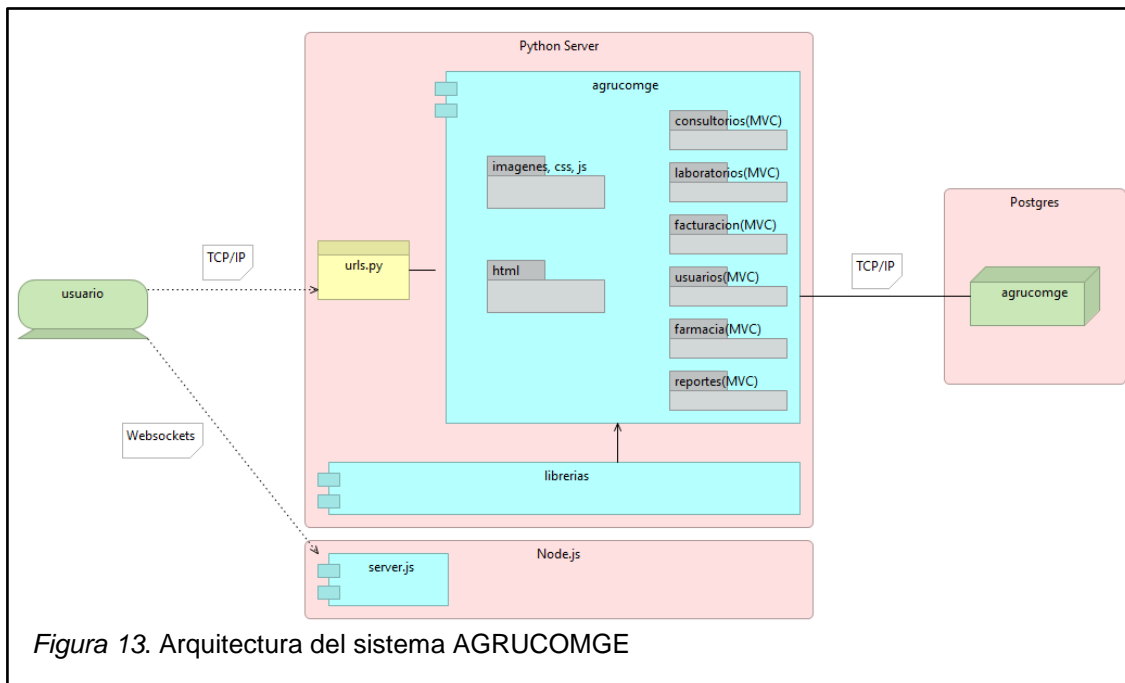 Python Server
agrucomge
consultorios(MVC)
imagenes, css, js
laboratorios(MVC)
Postgres
facturacion(MVC)
TCP/IP
urls.py
html
usuarios(MVC)
TCP/IP
usuario
agrucomge
farmacia(MVC)
reportes(MVC)
Websockets
librerias
Node.js
server.js
Figura 13. Arquitectura del sistema AGRUCOMGE